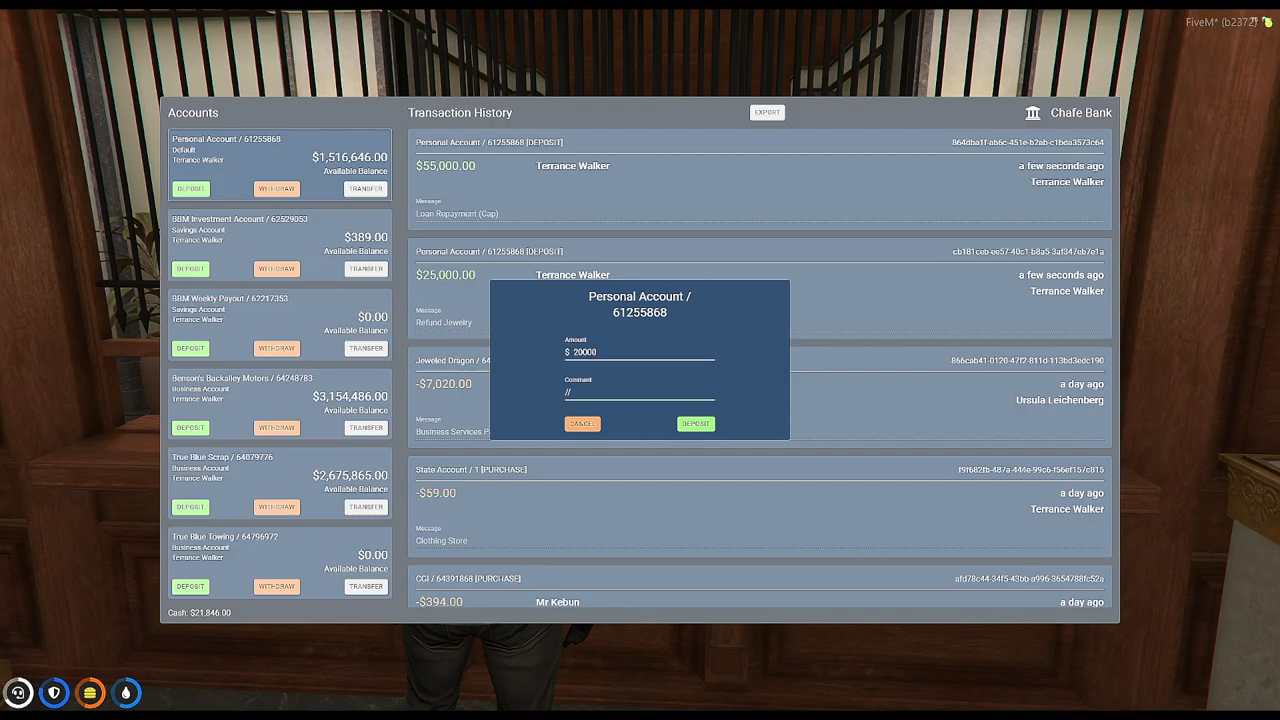 FiveM* (b2372)
Accounts
Personal Account / 61255868
Default
Terrance Walker
$1,516,646.00
Available Balance
DEPOSIT WITHDRAW TRANSFER
BBM Investment Account / 62529053
Savings Account
Terrance Walker
$389.00
Available Balance
DEPOSIT WITHDRAW TRANSFER
BBM Weekly Payout / 62217353
Savings Account
Terrance Walker
$0.00
Available Balance
DEPOSIT WITHDRAW TRANSFER
Benson's Backalley Motors / 64248783
Business Account
Terrance Walker
$3,154,486.00
Available Balance
DEPOSIT WITHDRAW TRANSFER
True Blue Scrap / 64079776
Business Account
Terrance Walker
$2,675,865.00
Available Balance
DEPOSIT WITHDRAW TRANSFER
True Blue Towing / 64796972
Business Account
Terrance Walker
$0.00
Available Balance
DEPOSIT WITHDRAW TRANSFER
Cash: $21,846.00
Transaction History EXPORT Chafe Bank
Personal Account / 61255868 [DEPOSIT] 864dba1f-ab6c-451e-b2ab-c1bda3573c64
$55,000.00 Terrance Walker a few seconds ago
Terrance Walker
Message
Loan Repayment (Cap)
Personal Account / 61255868 [DEPOSIT] cb181ceb-ee57-40c1-b8a5-3af347eb7e1a
$25,000.00 Terrance Walker a few seconds ago
Terrance Walker
Message
Refund Jewelry
Jeweled Dragon / 64 866cab41-0120-47f2-811d-113bd3edc190
-$7,020.00 a day ago
Ursula Leichenberg
Message
Business Services P
State Account / 1 [PURCHASE] f9f682fb-487a-444e-99c6-f56ef157c815
-$59.00 a day ago
Terrance Walker
Message
Clothing Store
CGI / 64391868 [PURCHASE] afd78c44-34f5-43bb-a996-3654788fc52a
-$394.00 Mr Kebun a day ago
Personal Account /
61255868
Amount
$ 20000
Comment
//
CANCEL DEPOSIT